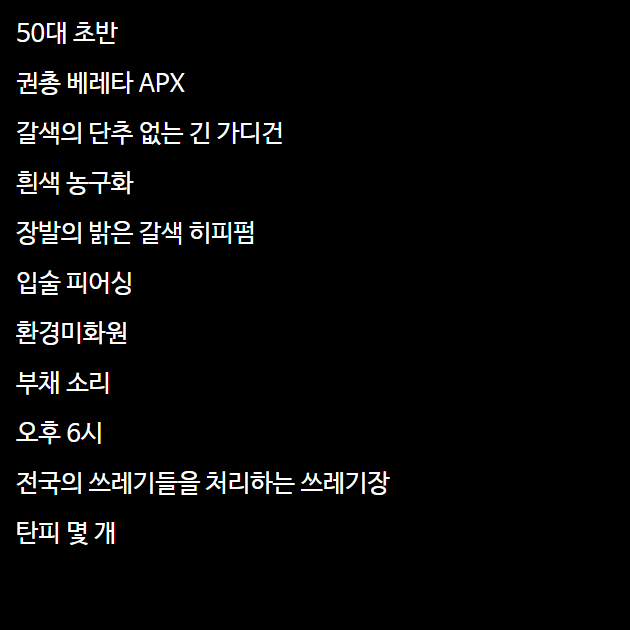 50대 초반
권총 베레타 APX
갈색의 단추 없는 긴 가디건
흰색 농구화
장발의 밝은 갈색 히피펌
입술 피어싱
환경미화원
부채 소리
오후 6시
전국의 쓰레기들을 처리하는 쓰레기장
탄피 몇 개